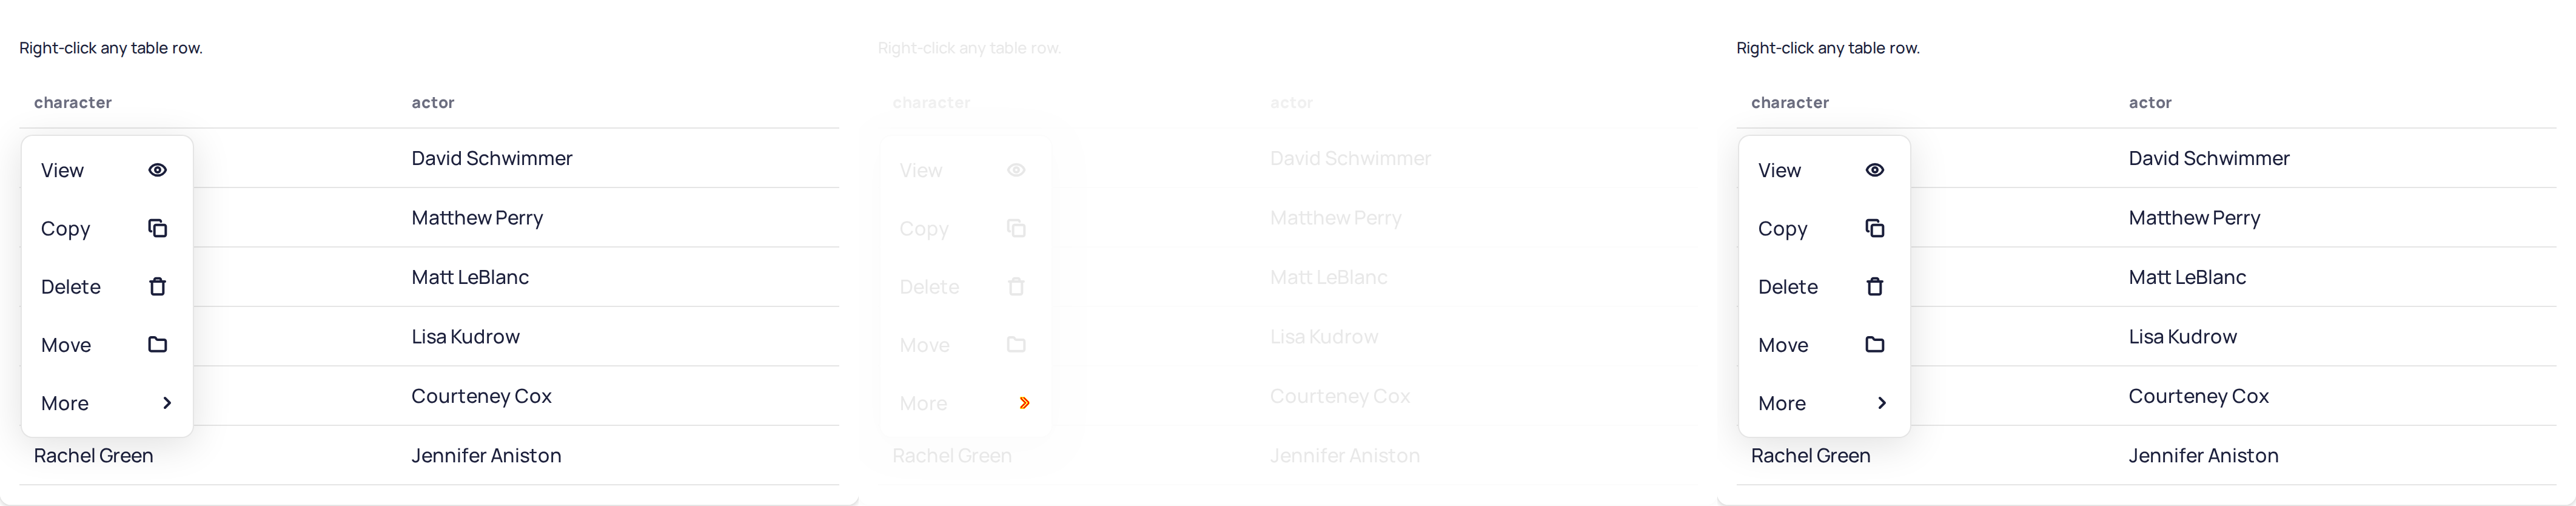 Right-click any table row.
character actor
View David Schwimmer
Copy Matthew Perry
Delete Matt LeBlanc
Move Lisa Kudrow
More Courteney Cox
Rachel Green Jennifer Aniston
Right-click any table row.
character actor
View David Schwimmer
Copy Matthew Perry
Delete Matt LeBlanc
Move Lisa Kudrow
More Courteney Cox
Rachel Green Jennifer Aniston
Right-click any table row.
character actor
View David Schwimmer
Copy Matthew Perry
Delete Matt LeBlanc
Move Lisa Kudrow
More Courteney Cox
Rachel Green Jennifer Aniston